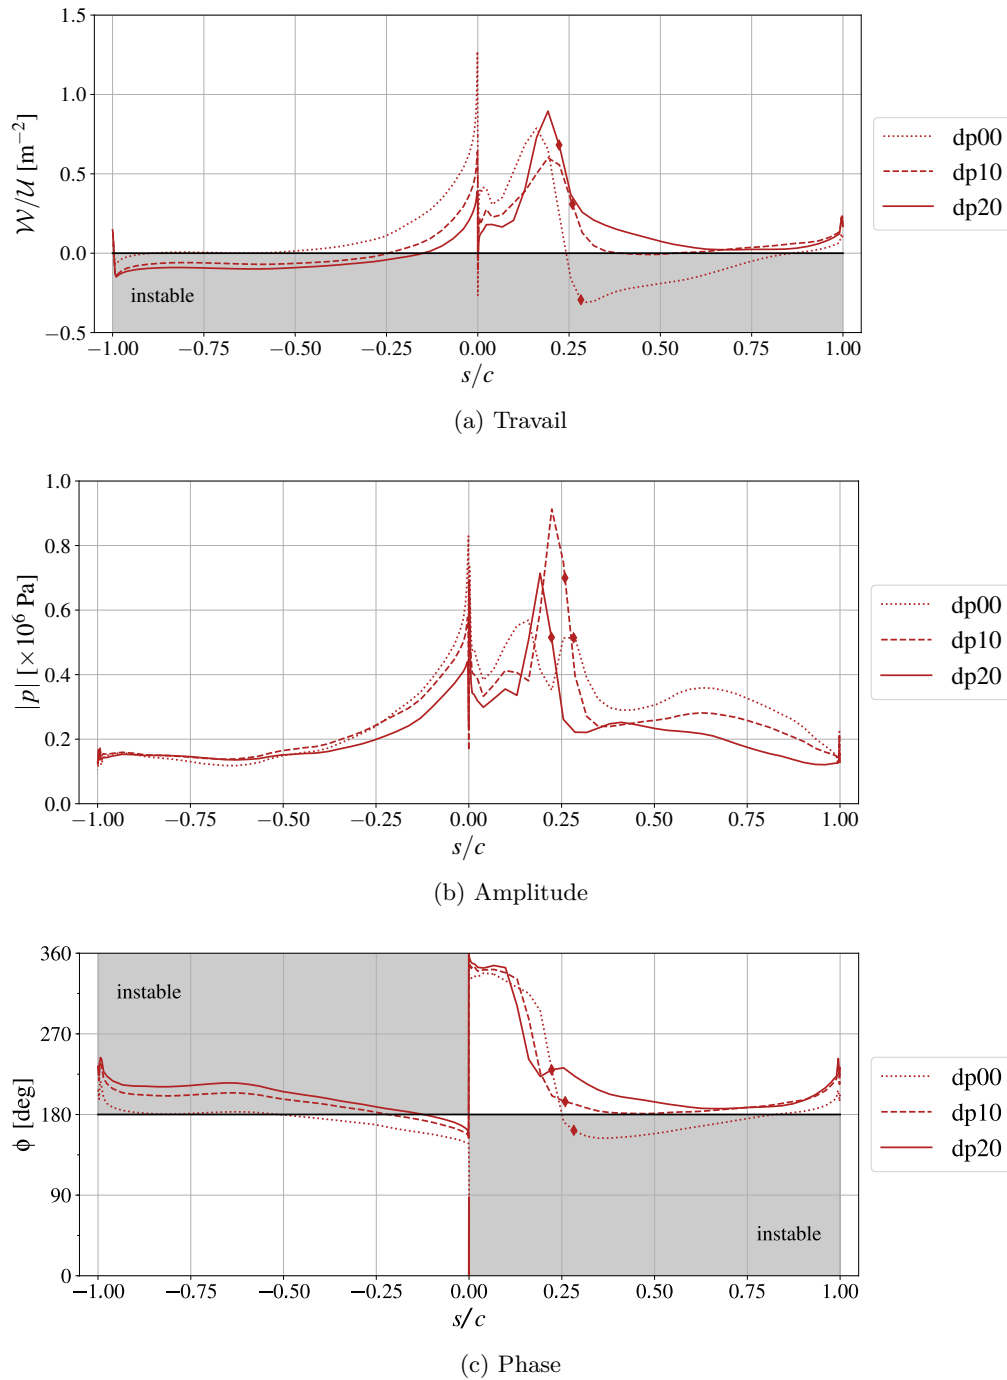 1.5
1.0
0.5
0.0
−0.5
W/U [m⁻²]
instable
−1.00 −0.75 −0.50 −0.25 0.00 0.25 0.50 0.75 1.00
s/c
dp00
dp10
dp20
(a) Travail
1.0
0.8
0.6
0.4
0.2
0.0
|p| [×10⁶ Pa]
−1.00 −0.75 −0.50 −0.25 0.00 0.25 0.50 0.75 1.00
s/c
dp00
dp10
dp20
(b) Amplitude
360
270
180
90
0
ϕ [deg]
instable
instable
−1.00 −0.75 −0.50 −0.25 0.00 0.25 0.50 0.75 1.00
s/c
dp00
dp10
dp20
(c) Phase